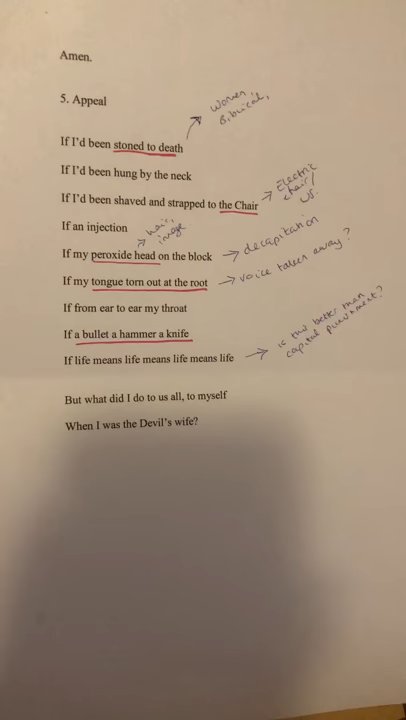 Amen.
5. Appeal
women,
Biblical,
If I'd been stoned to death
If I'd been hung by the neck
If I'd been shaved and strapped to the Chair
Electric
chair/
US.
If an injection
hair,
image
If my peroxide head on the block
decapitation
If my tongue torn out at the root
voice taken away?
If from ear to ear my throat
If a bullet a hammer a knife
If life means life means life means life
is this better than
capital punishment?
But what did I do to us all, to myself
When I was the Devil's wife?